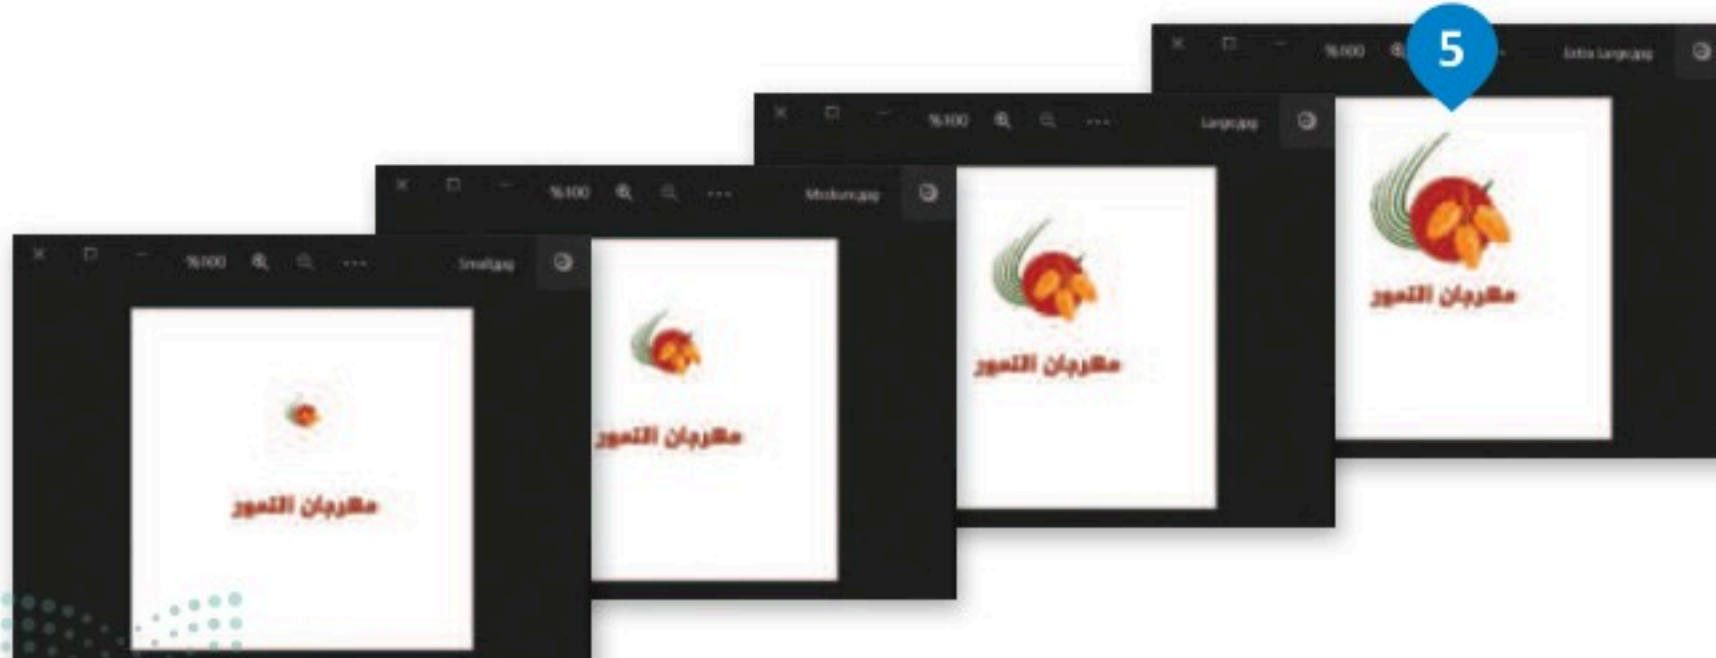 5
%100 Extra Large.jpg
مهرجان التمور
%100 Large.jpg
مهرجان التمور
%100 Medium.jpg
مهرجان التمور
%100 Small.jpg
مهرجان التمور